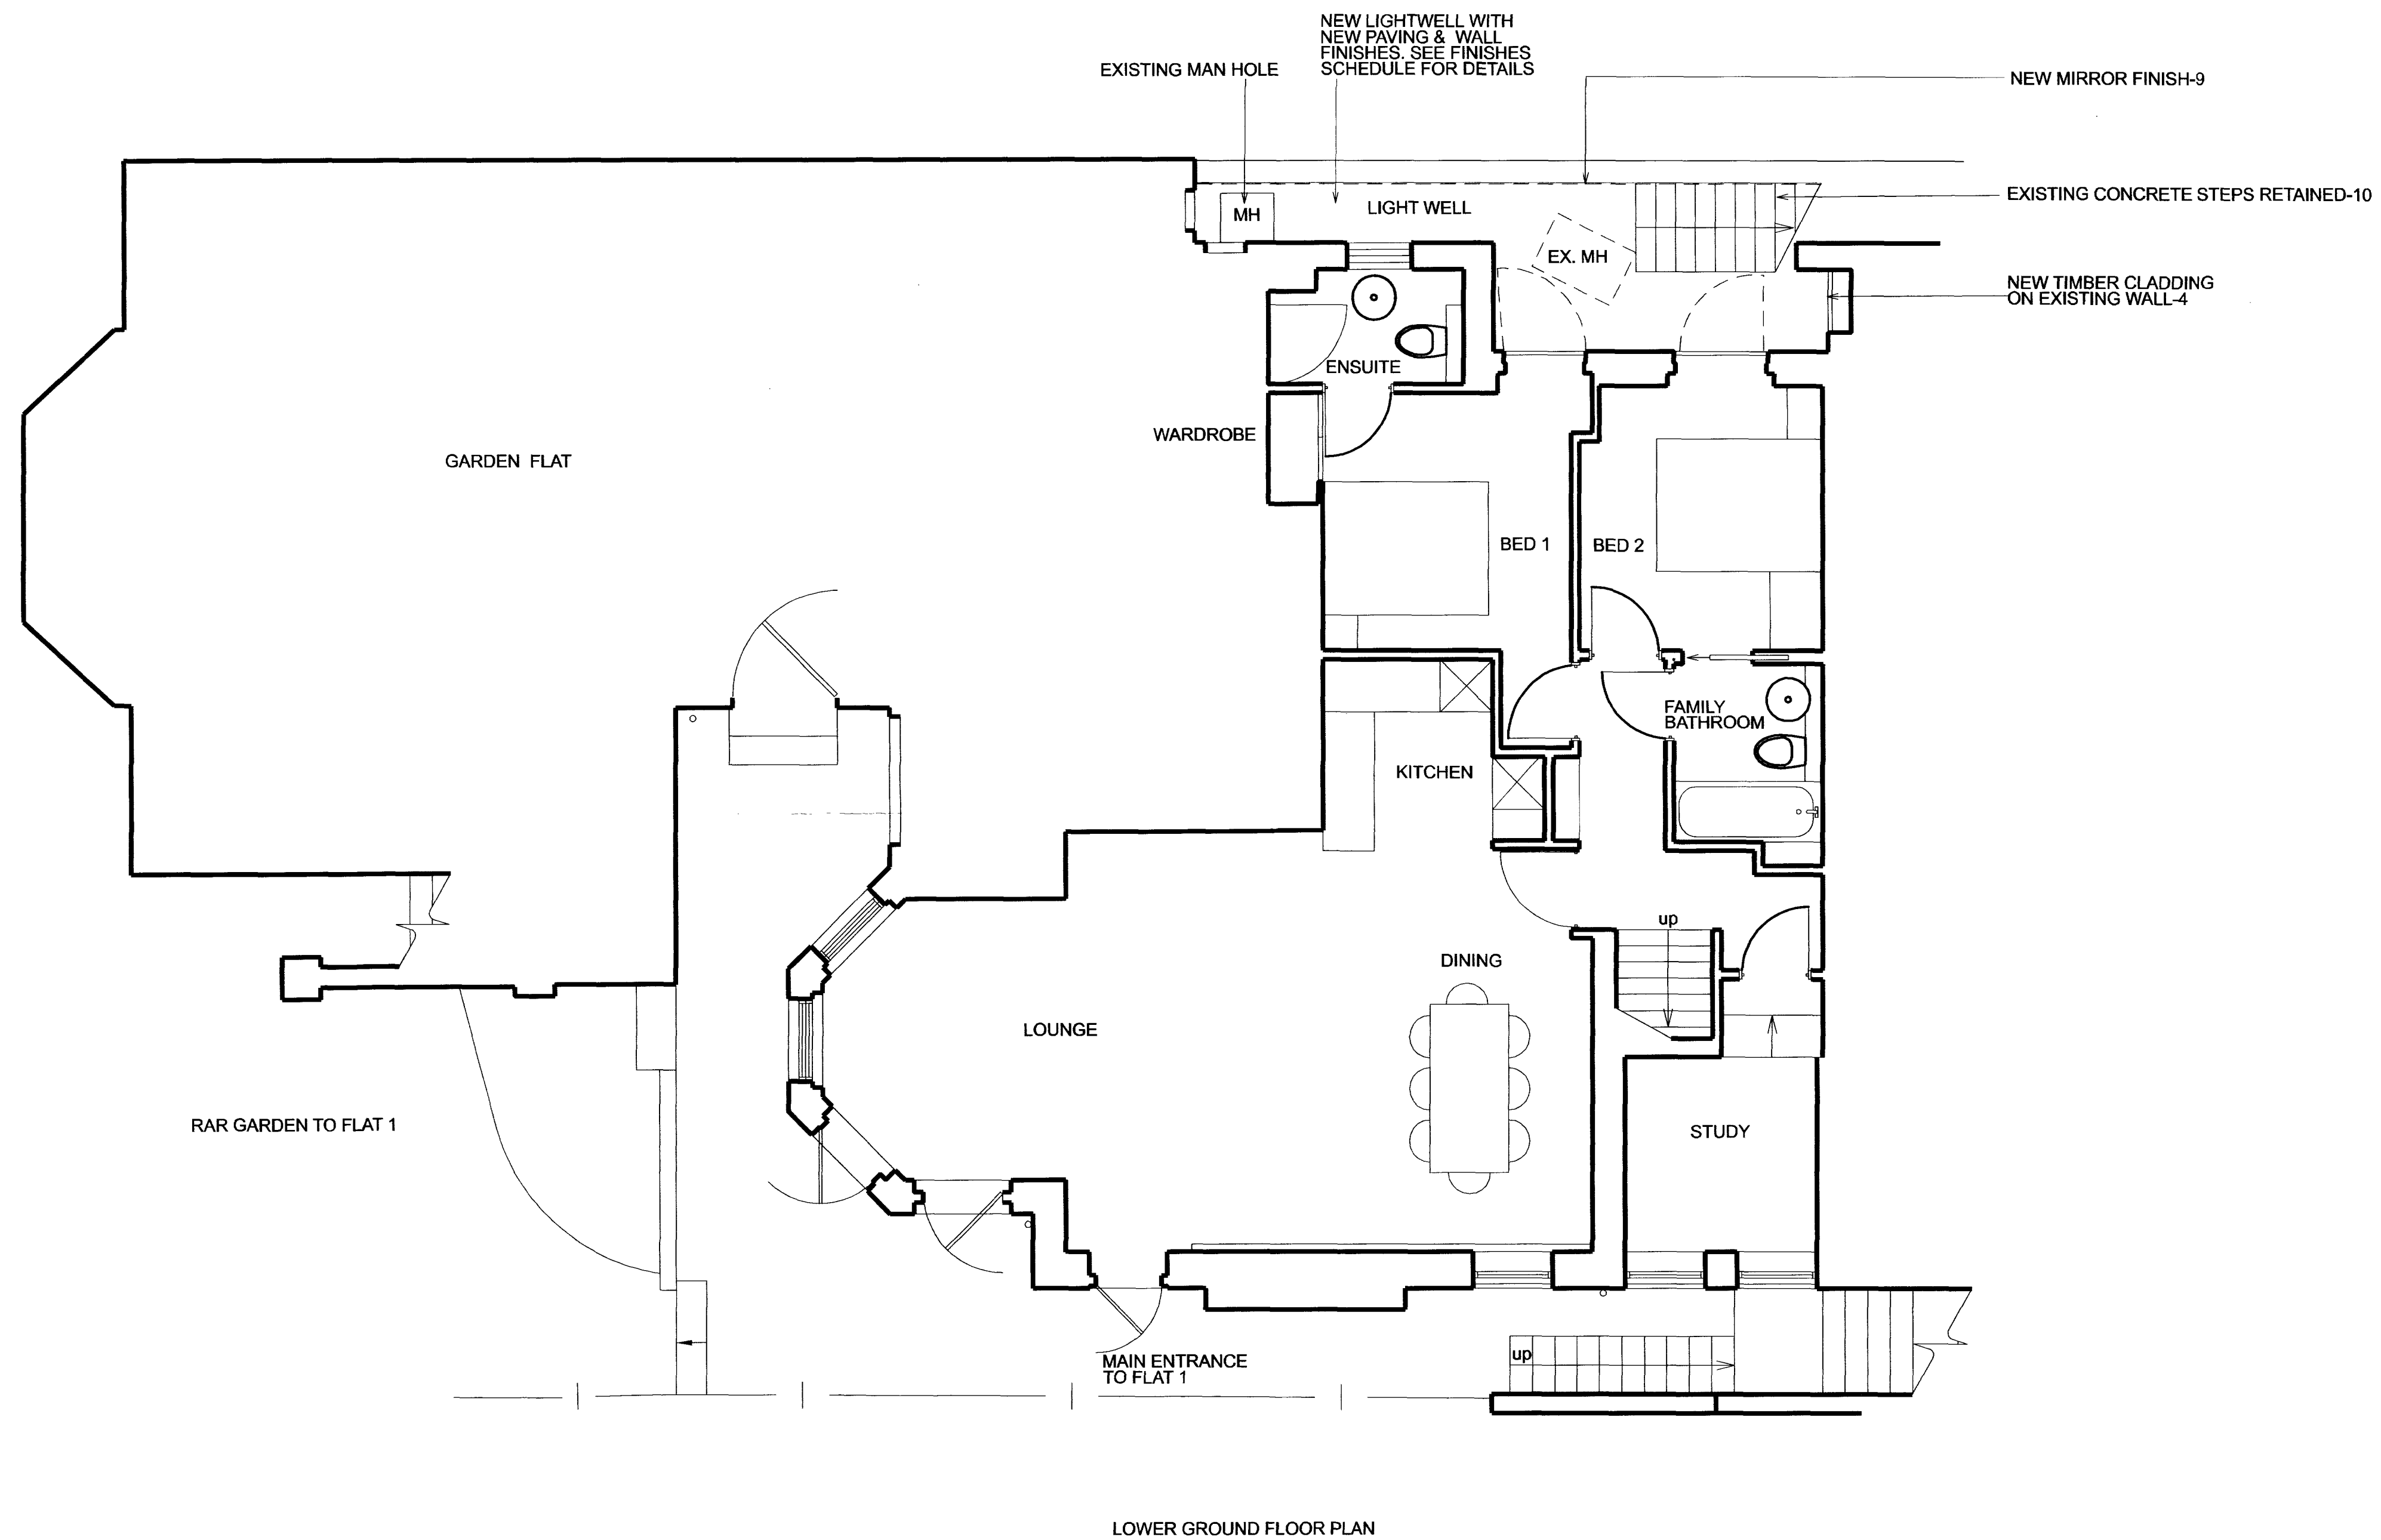 NEW LIGHTWELL WITH
NEW PAVING & WALL
FINISHES. SEE FINISHES
SCHEDULE FOR DETAILS
EXISTING MAN HOLE
NEW MIRROR FINISH-9
EXISTING CONCRETE STEPS RETAINED-10
MH
LIGHT WELL
EX. MH
NEW TIMBER CLADDING
ON EXISTING WALL-4
ENSUITE
WARDROBE
GARDEN FLAT
BED 1
BED 2
FAMILY
BATHROOM
KITCHEN
up
DINING
LOUNGE
RAR GARDEN TO FLAT 1
STUDY
up
MAIN ENTRANCE
TO FLAT 1
LOWER GROUND FLOOR PLAN